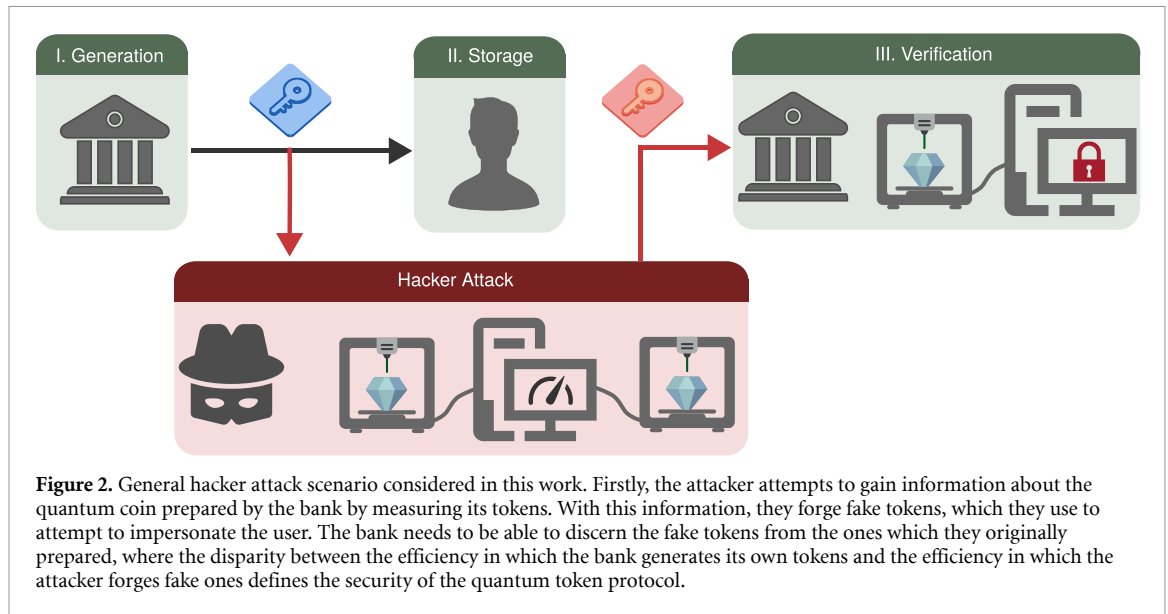 I. Generation
II. Storage
III. Verification
Hacker Attack
Figure 2. General hacker attack scenario considered in this work. Firstly, the attacker attempts to gain information about the
quantum coin prepared by the bank by measuring its tokens. With this information, they forge fake tokens, which they use to
attempt to impersonate the user. The bank needs to be able to discern the fake tokens from the ones which they originally
prepared, where the disparity between the efficiency in which the bank generates its own tokens and the efficiency in which the
attacker forges fake ones defines the security of the quantum token protocol.